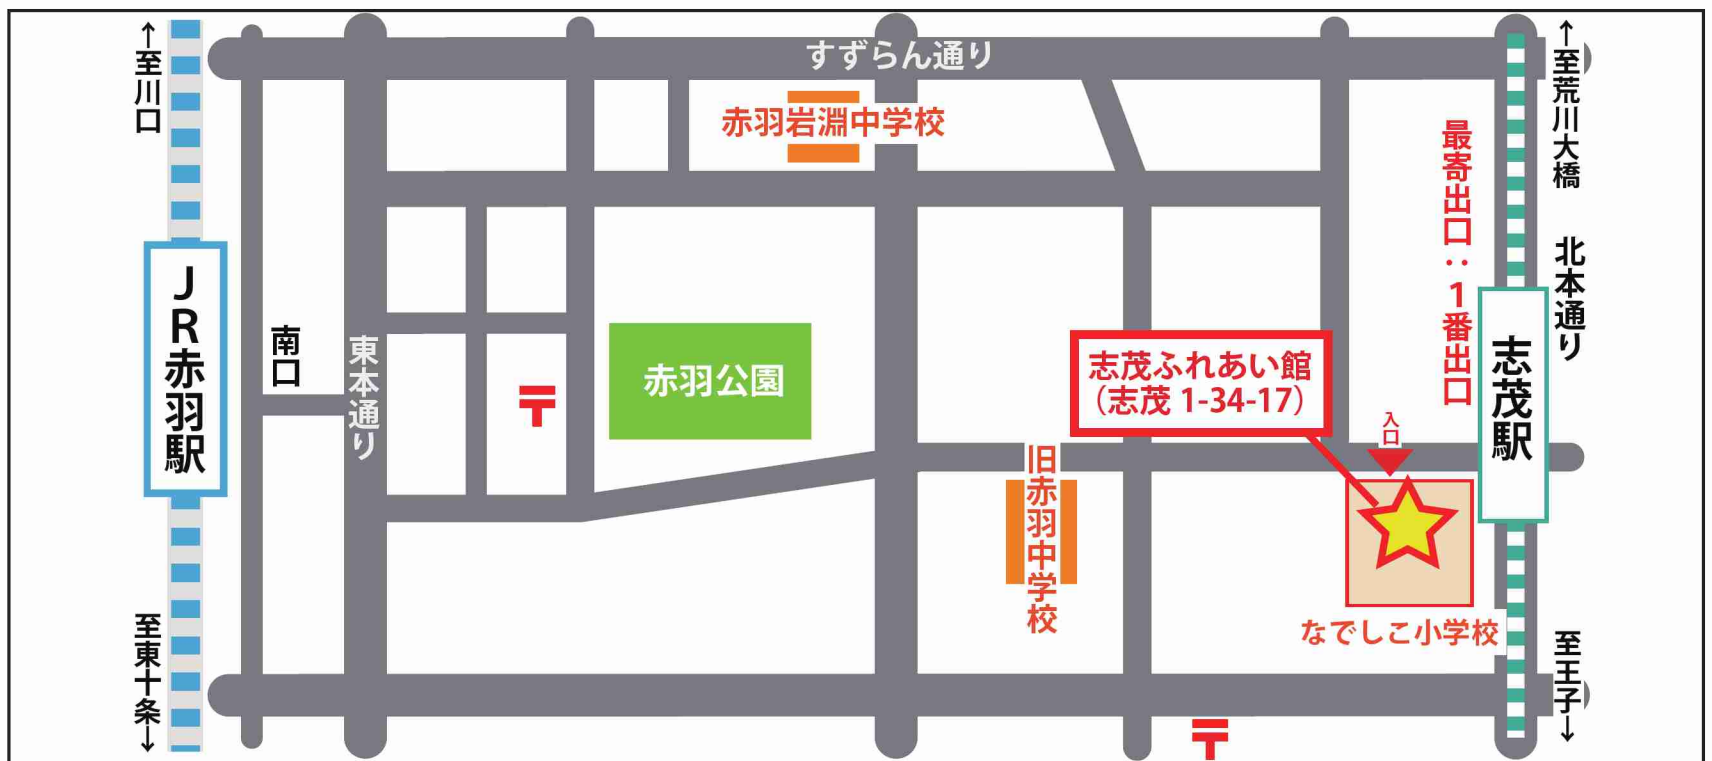 ↑至川口
すずらん通り
↑至荒川大橋
赤羽岩淵中学校
最寄出口：1番出口
北本通り
JR赤羽駅
南口
東本通り
〒
赤羽公園
志茂ふれあい館
（志茂 1-34-17）
入口
志茂駅
旧赤羽中学校
なでしこ小学校
至東十条↓
至王子↓
〒